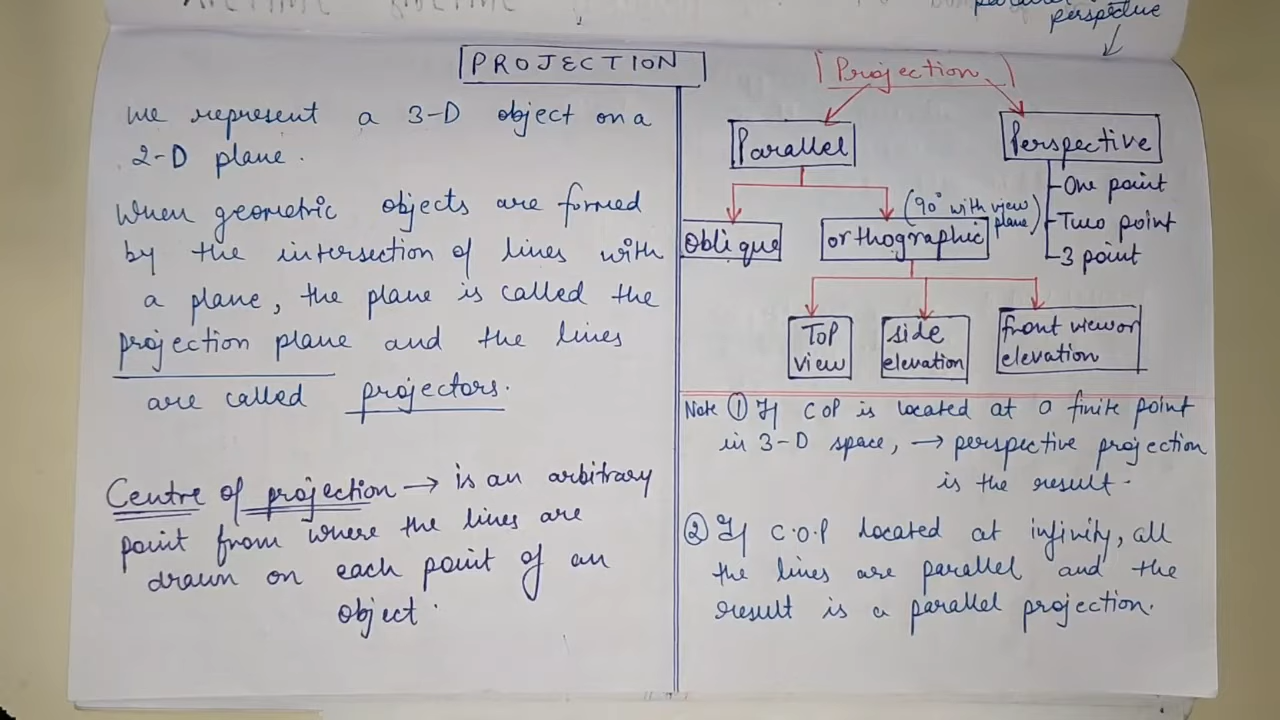 perspective
PROJECTION
We represent a 3-D object on a
2-D plane.
When geometric objects are formed
by the intersection of lines with
a plane, the plane is called the
projection plane and the lines
are called projectors.
Centre of projection → is an arbitrary
point from where the lines are
drawn on each point of an
object.
Projection
Parallel
Perspective
One point
Two point
3 point
oblique
orthographic
(90° with view
plane)
Top
view
side
elevation
front view or
elevation
Note ① If COP is located at a finite point
in 3-D space, → perspective projection
is the result.
② If C.O.P located at infinity, all
the lines are parallel and the
result is a parallel projection.